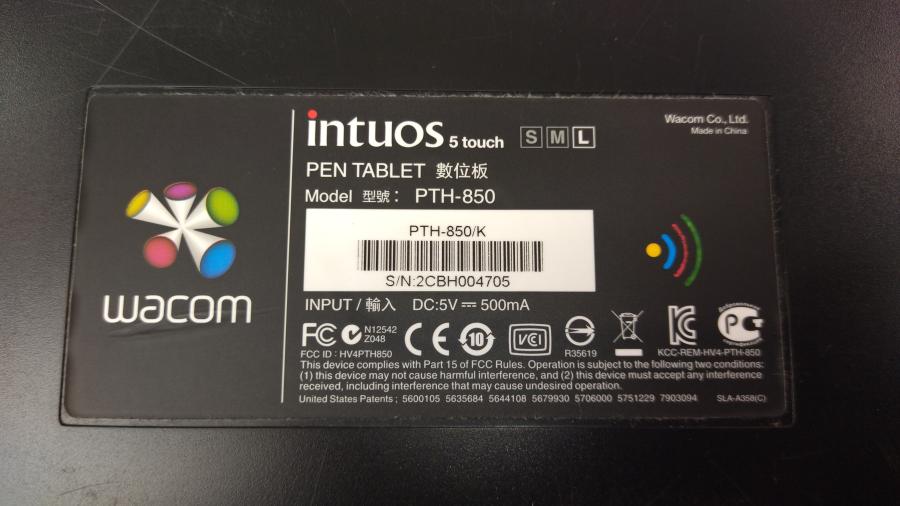 wacom
intuos 5 touch S M L
Wacom Co., Ltd.
Made in China
PEN TABLET 數位板
Model 型號： PTH-850
PTH-850/K
S/N:2CBH004705
INPUT / 輸入 DC:5V 500mA
FC N12542
Z048
CE 10 VCI R35619 PG
FCC ID : HV4PTH850
KCC-REM-HV4-PTH-850
This device complies with Part 15 of FCC Rules. Operation is subject to the following two conditions:
(1) this device may not cause harmful interference, and (2) this device must accept any interference
received, including interference that may cause undesired operation.
United States Patents ; 5600105 5635684 5644108 5679930 5706000 5751229 7903094 SLA-A358(C)